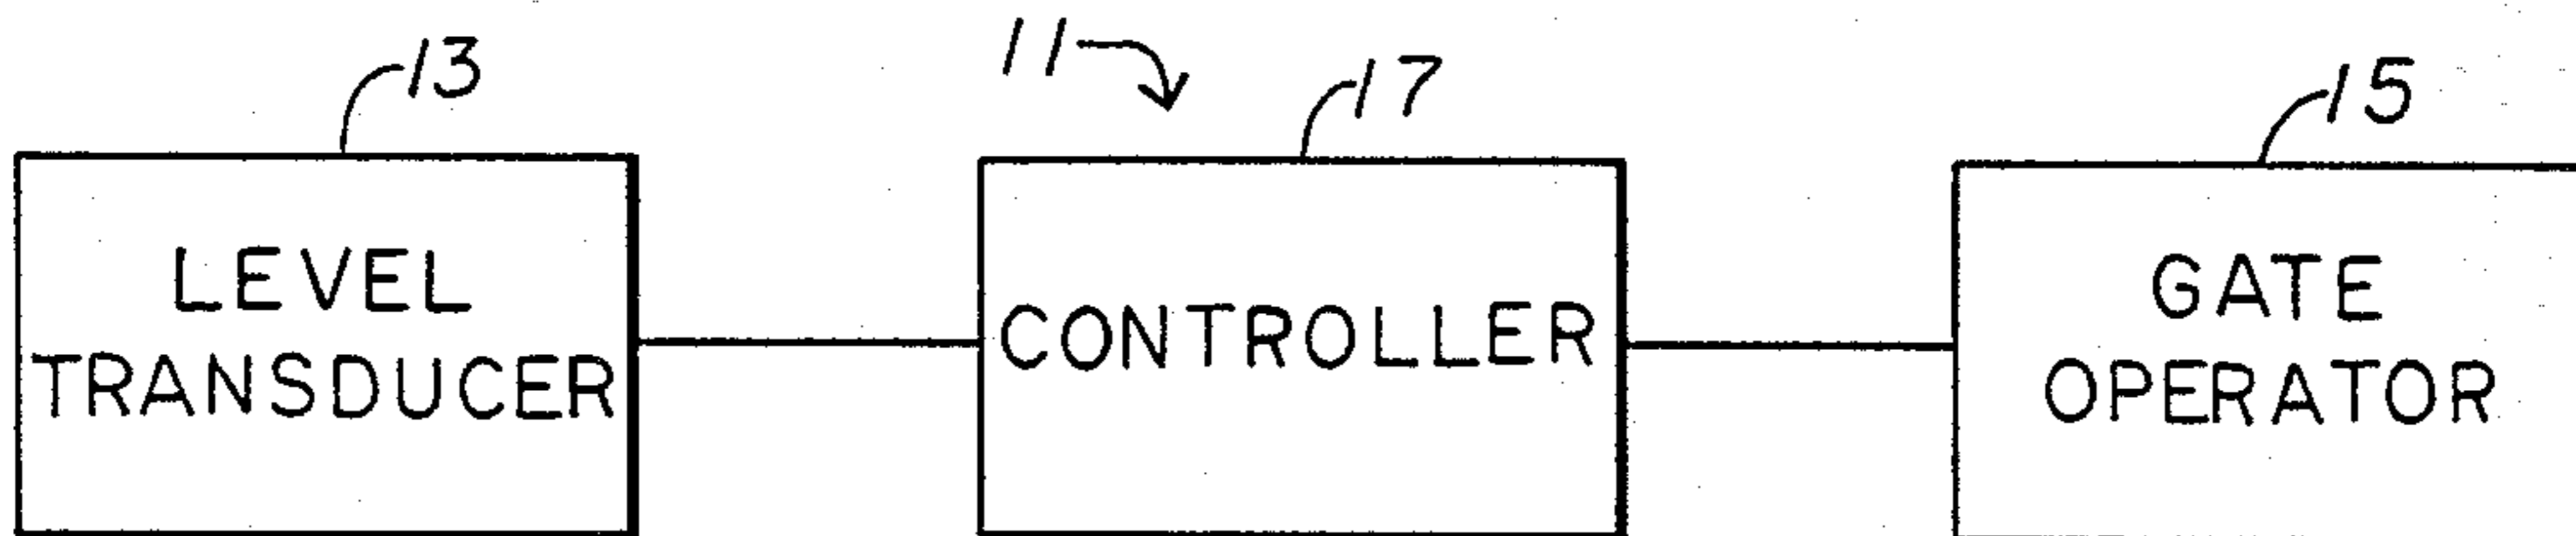 13
11
17
15
LEVEL
TRANSDUCER
CONTROLLER
GATE
OPERATOR